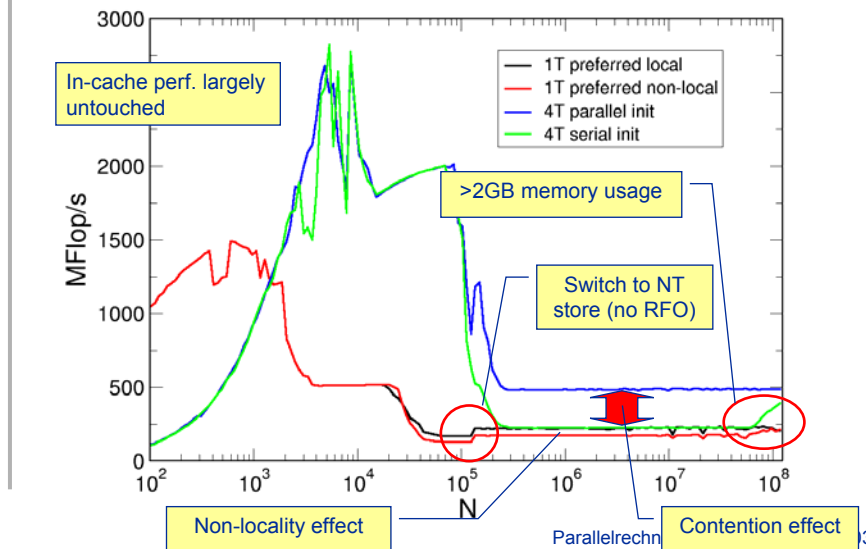 3000
2500
2000
1500
1000
500
0
MFlop/s
In-cache perf. largely
untouched
1T preferred local
1T preferred non-local
4T parallel init
4T serial init
>2GB memory usage
Switch to NT
store (no RFO)
10^2
10^3
10^4
10^5
10^6
10^7
10^8
N
Non-locality effect
Contention effect